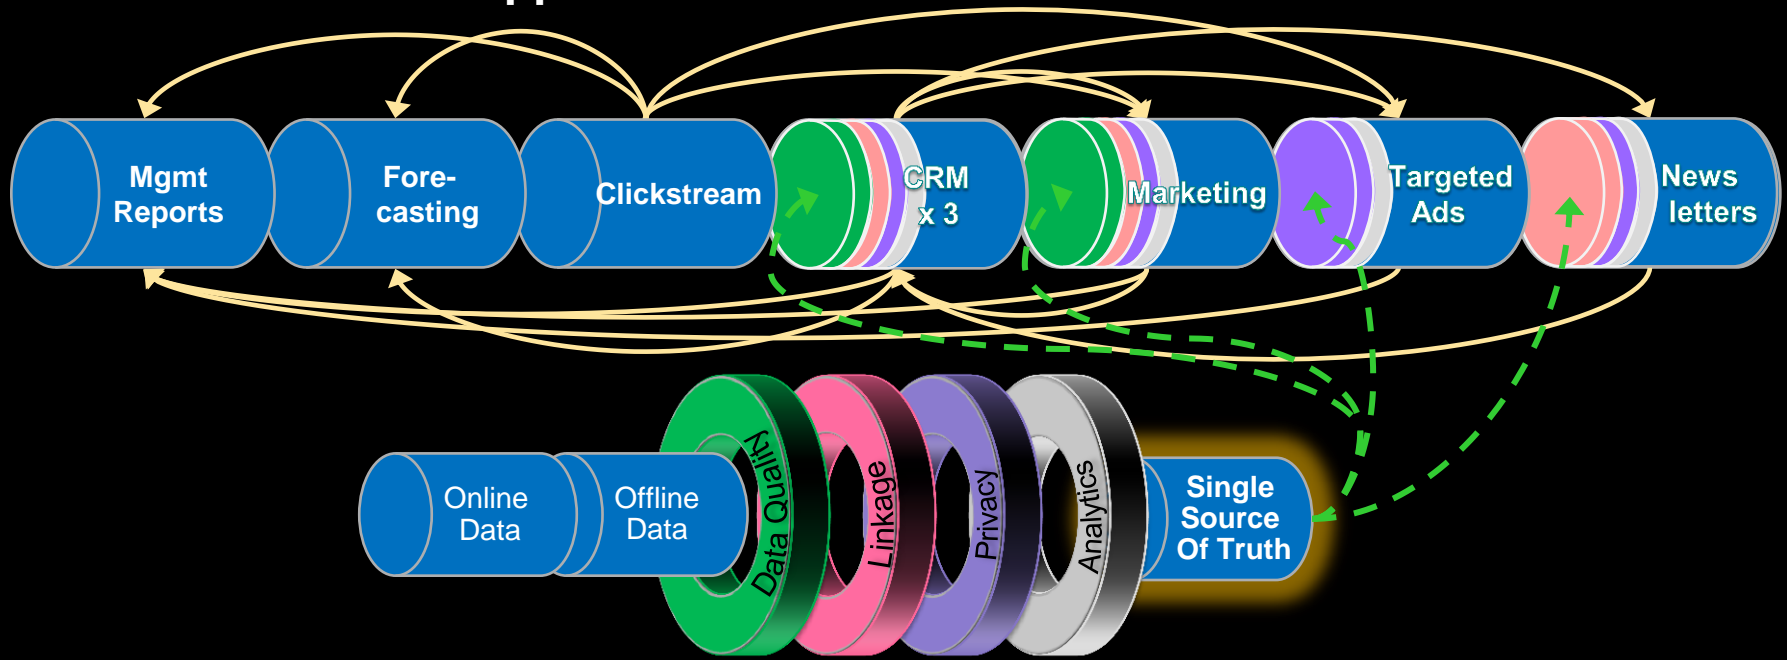 Mgmt
Reports
Fore-
casting
Clickstream
CRM
x 3
Marketing
Targeted
Ads
News
letters
Online
Data
Offline
Data
Data Quality
Linkage
Privacy
Analytics
Single
Source
Of Truth